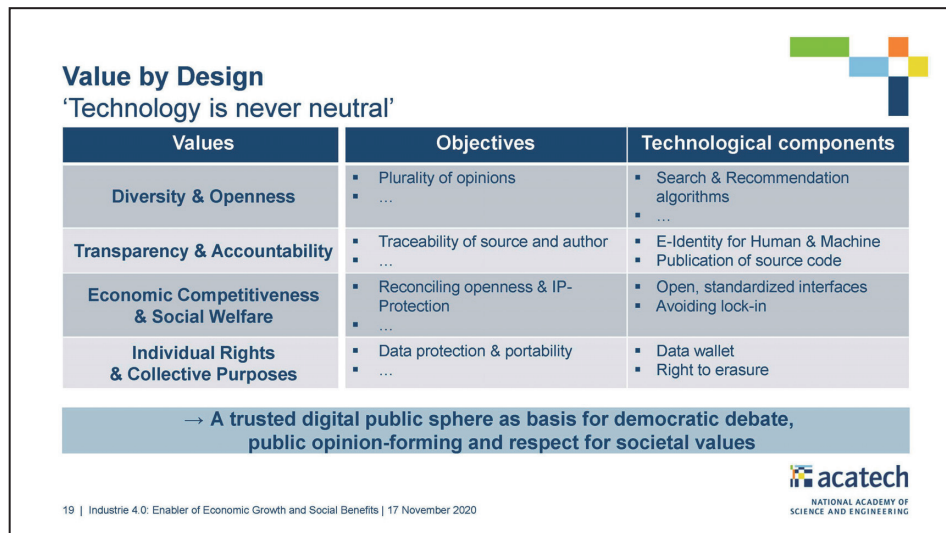 Value by Design
‘Technology is never neutral’
Values
Objectives
Technological components
Diversity & Openness
▪ Plurality of opinions
▪ …
▪ Search & Recommendation
algorithms
▪ …
Transparency & Accountability
▪ Traceability of source and author
▪ …
▪ E-Identity for Human & Machine
▪ Publication of source code
Economic Competitiveness
& Social Welfare
▪ Reconciling openness & IP-
Protection
▪ …
▪ Open, standardized interfaces
▪ Avoiding lock-in
Individual Rights
& Collective Purposes
▪ Data protection & portability
▪ …
▪ Data wallet
▪ Right to erasure
→ A trusted digital public sphere as basis for democratic debate,
public opinion-forming and respect for societal values
acatech
NATIONAL ACADEMY OF
SCIENCE AND ENGINEERING
19 | Industrie 4.0: Enabler of Economic Growth and Social Benefits | 17 November 2020